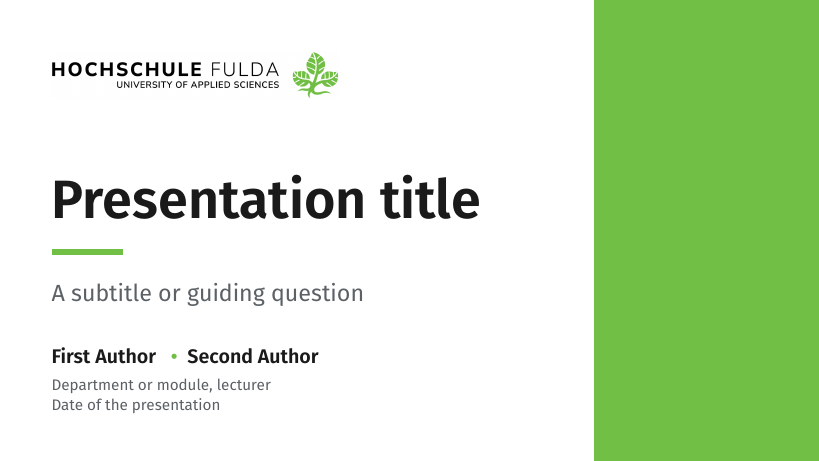 HOCHSCHULE FULDA
UNIVERSITY OF APPLIED SCIENCES
Presentation title
A subtitle or guiding question
First Author • Second Author
Department or module, lecturer
Date of the presentation